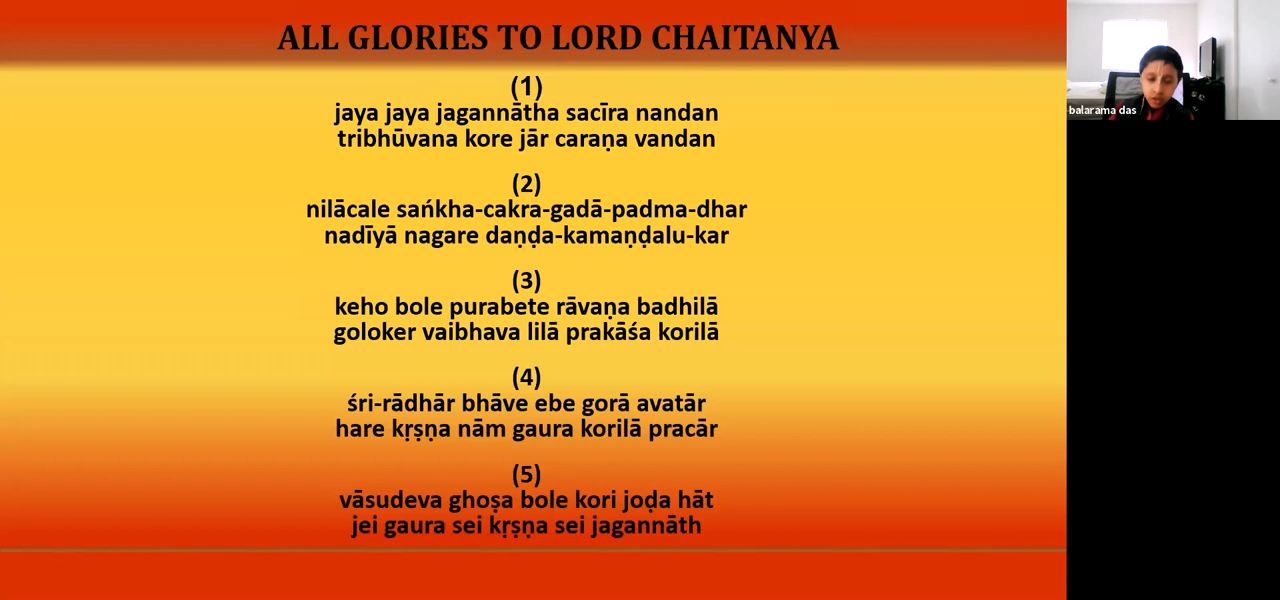 ALL GLORIES TO LORD CHAITANYA
(1)
jaya jaya jagannātha sacīra nandan
tribhūvana kore jār caraṇa vandan
(2)
nilācale sańkha-cakra-gadā-padma-dhar
nadīyā nagare daṇḍa-kamaṇḍalu-kar
(3)
keho bole purabete rāvaṇa badhilā
goloker vaibhava lilā prakāśa korilā
(4)
śri-rādhār bhāve ebe gorā avatār
hare kṛṣṇa nām gaura korilā pracār
(5)
vāsudeva ghoṣa bole kori joḍa hāt
jei gaura sei kṛṣṇa sei jagannāth
balarama das